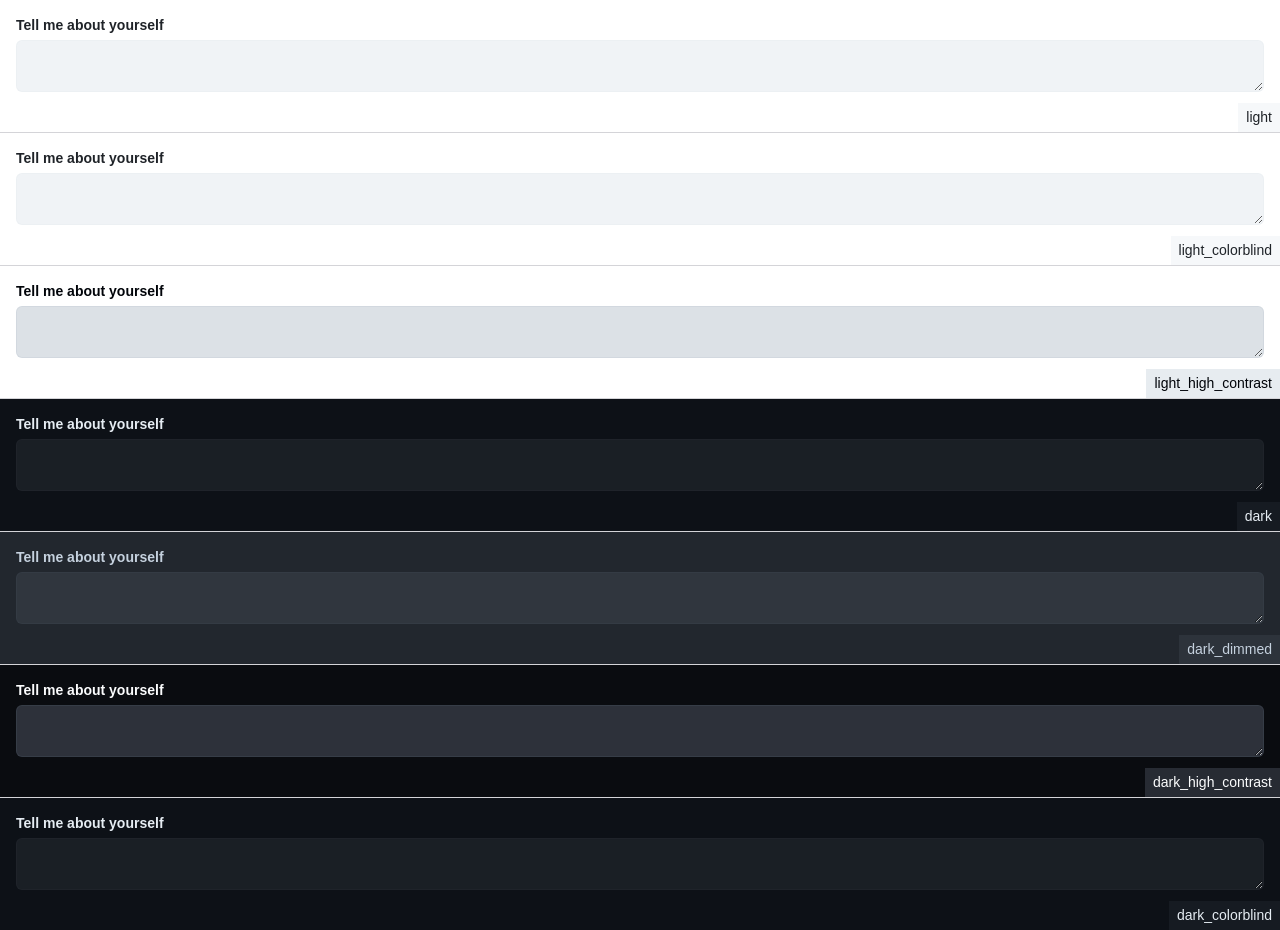 Tell me about yourself
light
Tell me about yourself
light_colorblind
Tell me about yourself
light_high_contrast
Tell me about yourself
dark
Tell me about yourself
dark_dimmed
Tell me about yourself
dark_high_contrast
Tell me about yourself
dark_colorblind